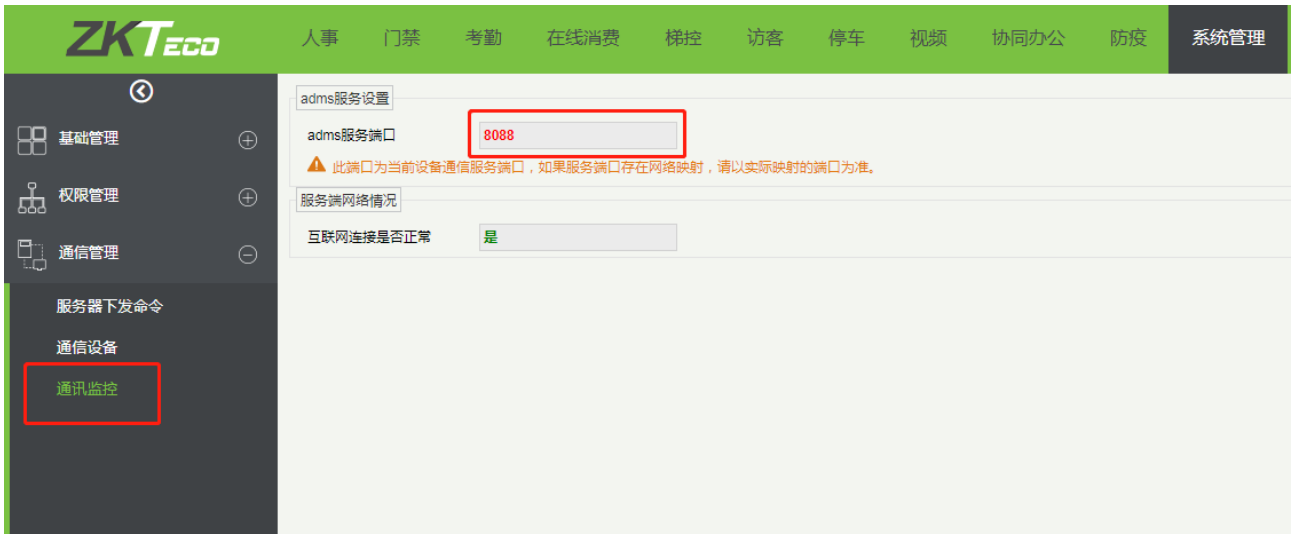 ZKTECO
人事 门禁 考勤 在线消费 梯控 访客 停车 视频 协同办公 防疫 系统管理
基础管理
权限管理
通信管理
服务器下发命令
通信设备
通讯监控
adms服务设置
adms服务端口 8088
此端口为当前设备通信服务端口，如果服务端口存在网络映射，请以实际映射的端口为准。
服务端网络情况
互联网连接是否正常 是